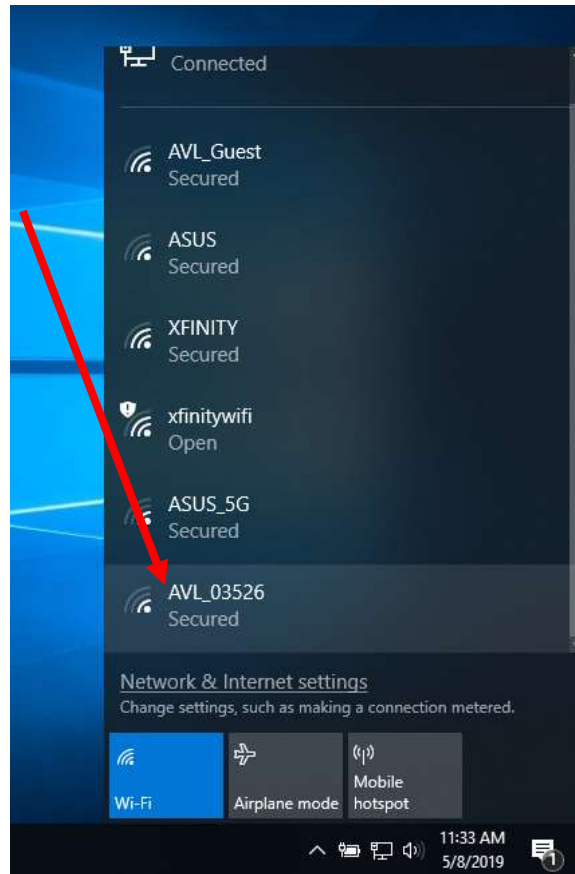 Connected
AVL_Guest
Secured
ASUS
Secured
XFINITY
Secured
xfinitywifi
Open
ASUS_5G
Secured
AVL_03526
Secured
Network & Internet settings
Change settings, such as making a connection metered.
Wi-Fi
Airplane mode
Mobile
hotspot
11:33 AM
5/8/2019
1